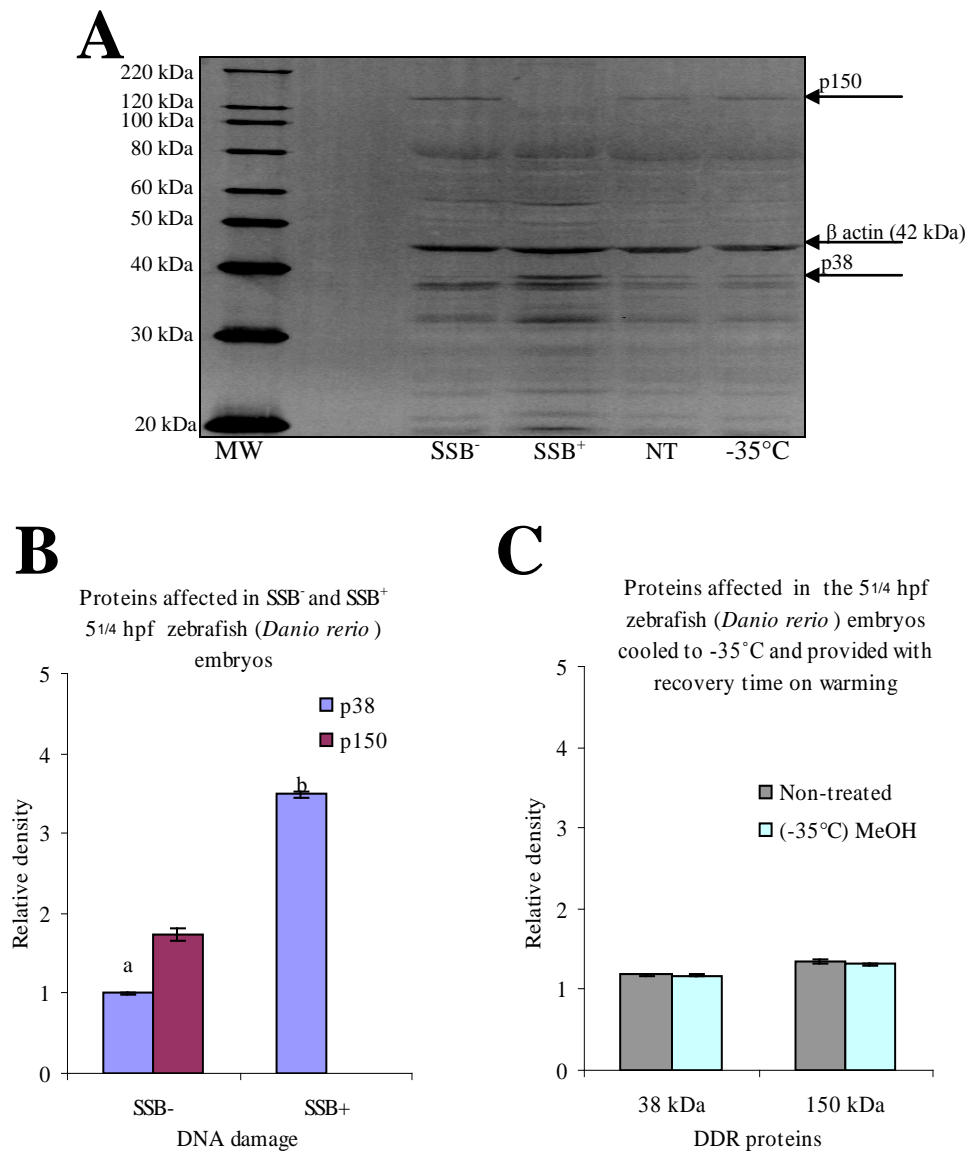 A
220 kDa
120 kDa
100 kDa
80 kDa
60 kDa
50 kDa
40 kDa
30 kDa
20 kDa
p150
β actin (42 kDa)
p38
MW
SSB-
SSB+
NT
-35°C
B
Proteins affected in SSB- and SSB+
5 1/4 hpf zebrafish (Danio rerio )
embryos
5
4
3
2
1
0
Relative density
p38
p150
a
b
SSB-
SSB+
DNA damage
C
Proteins affected in the 5 1/4 hpf
zebrafish (Danio rerio ) embryos
cooled to -35˚C and provided with
recovery time on warming
5
4
3
2
1
0
Relative density
Non-treated
(-35°C) MeOH
38 kDa
150 kDa
DDR proteins